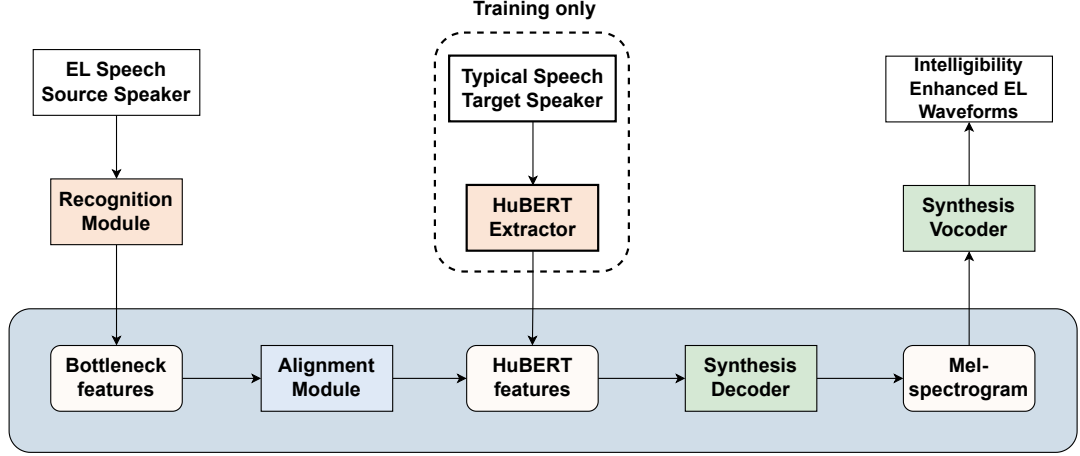 Training only
EL Speech
Source Speaker
Typical Speech
Target Speaker
Intelligibility
Enhanced EL
Waveforms
Recognition
Module
HuBERT
Extractor
Synthesis
Vocoder
Bottleneck
features
Alignment
Module
HuBERT
features
Synthesis
Decoder
Mel-
spectrogram